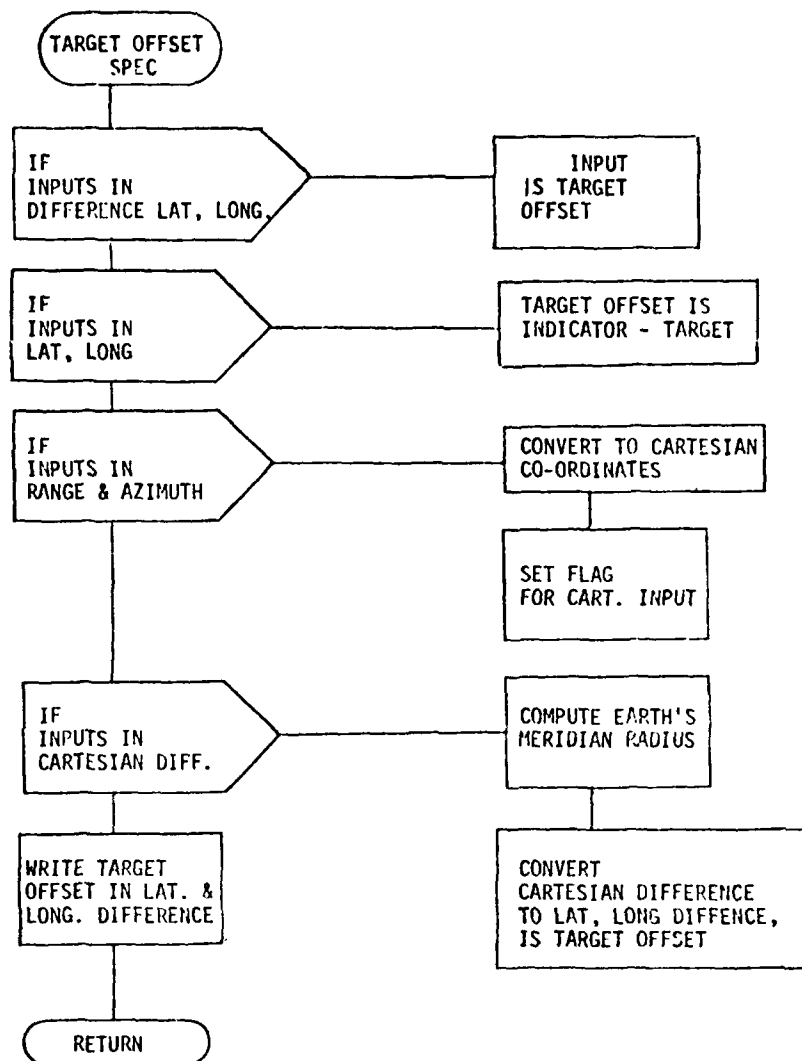 TARGET OFFSET
SPEC
IF
INPUTS IN
DIFFERENCE LAT, LONG,
INPUT
IS TARGET
OFFSET
IF
INPUTS IN
LAT, LONG
TARGET OFFSET IS
INDICATOR - TARGET
IF
INPUTS IN
RANGE & AZIMUTH
CONVERT TO CARTESIAN
CO-ORDINATES
SET FLAG
FOR CART. INPUT
IF
INPUTS IN
CARTESIAN DIFF.
COMPUTE EARTH'S
MERIDIAN RADIUS
WRITE TARGET
OFFSET IN LAT. &
LONG. DIFFERENCE
CONVERT
CARTESIAN DIFFERENCE
TO LAT, LONG DIFFENCE,
IS TARGET OFFSET
RETURN